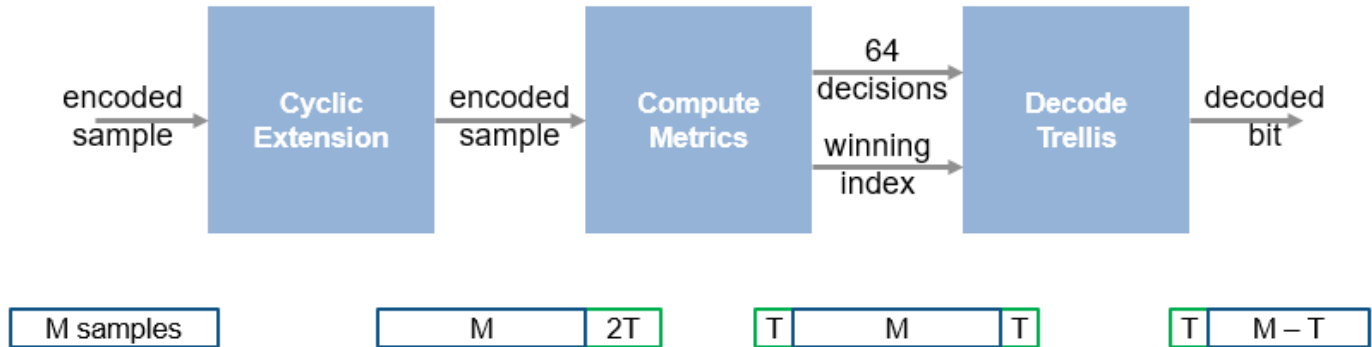 encoded
sample
Cyclic
Extension
encoded
sample
Compute
Metrics
64
decisions
winning
index
Decode
Trellis
decoded
bit
M samples
M
2T
T
M
T
T
M – T